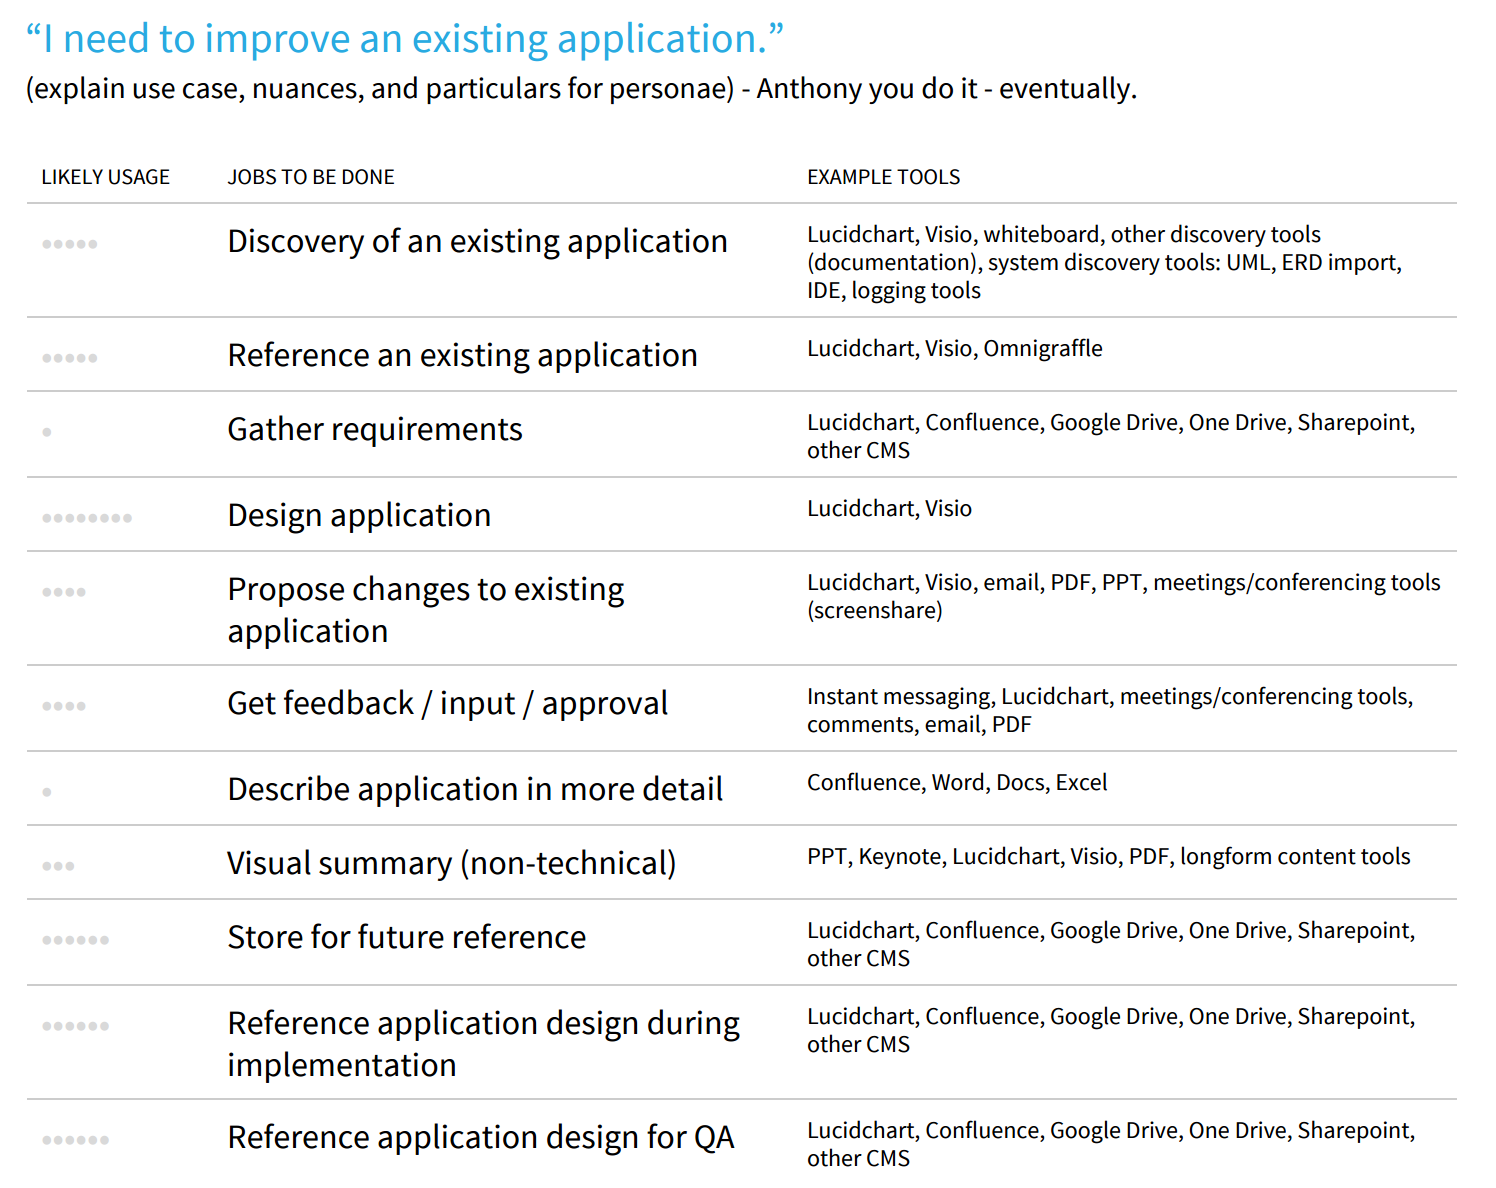 “I need to improve an existing application.”
(explain use case, nuances, and particulars for personae) - Anthony you do it - eventually.
LIKELY USAGE JOBS TO BE DONE EXAMPLE TOOLS
Discovery of an existing application
Lucidchart, Visio, whiteboard, other discovery tools
(documentation), system discovery tools: UML, ERD import,
IDE, logging tools
Reference an existing application
Lucidchart, Visio, Omnigraffle
Gather requirements
Lucidchart, Confluence, Google Drive, One Drive, Sharepoint,
other CMS
Design application
Lucidchart, Visio
Propose changes to existing
application
Lucidchart, Visio, email, PDF, PPT, meetings/conferencing tools
(screenshare)
Get feedback / input / approval
Instant messaging, Lucidchart, meetings/conferencing tools,
comments, email, PDF
Describe application in more detail
Confluence, Word, Docs, Excel
Visual summary (non-technical)
PPT, Keynote, Lucidchart, Visio, PDF, longform content tools
Store for future reference
Lucidchart, Confluence, Google Drive, One Drive, Sharepoint,
other CMS
Reference application design during
implementation
Lucidchart, Confluence, Google Drive, One Drive, Sharepoint,
other CMS
Reference application design for QA
Lucidchart, Confluence, Google Drive, One Drive, Sharepoint,
other CMS